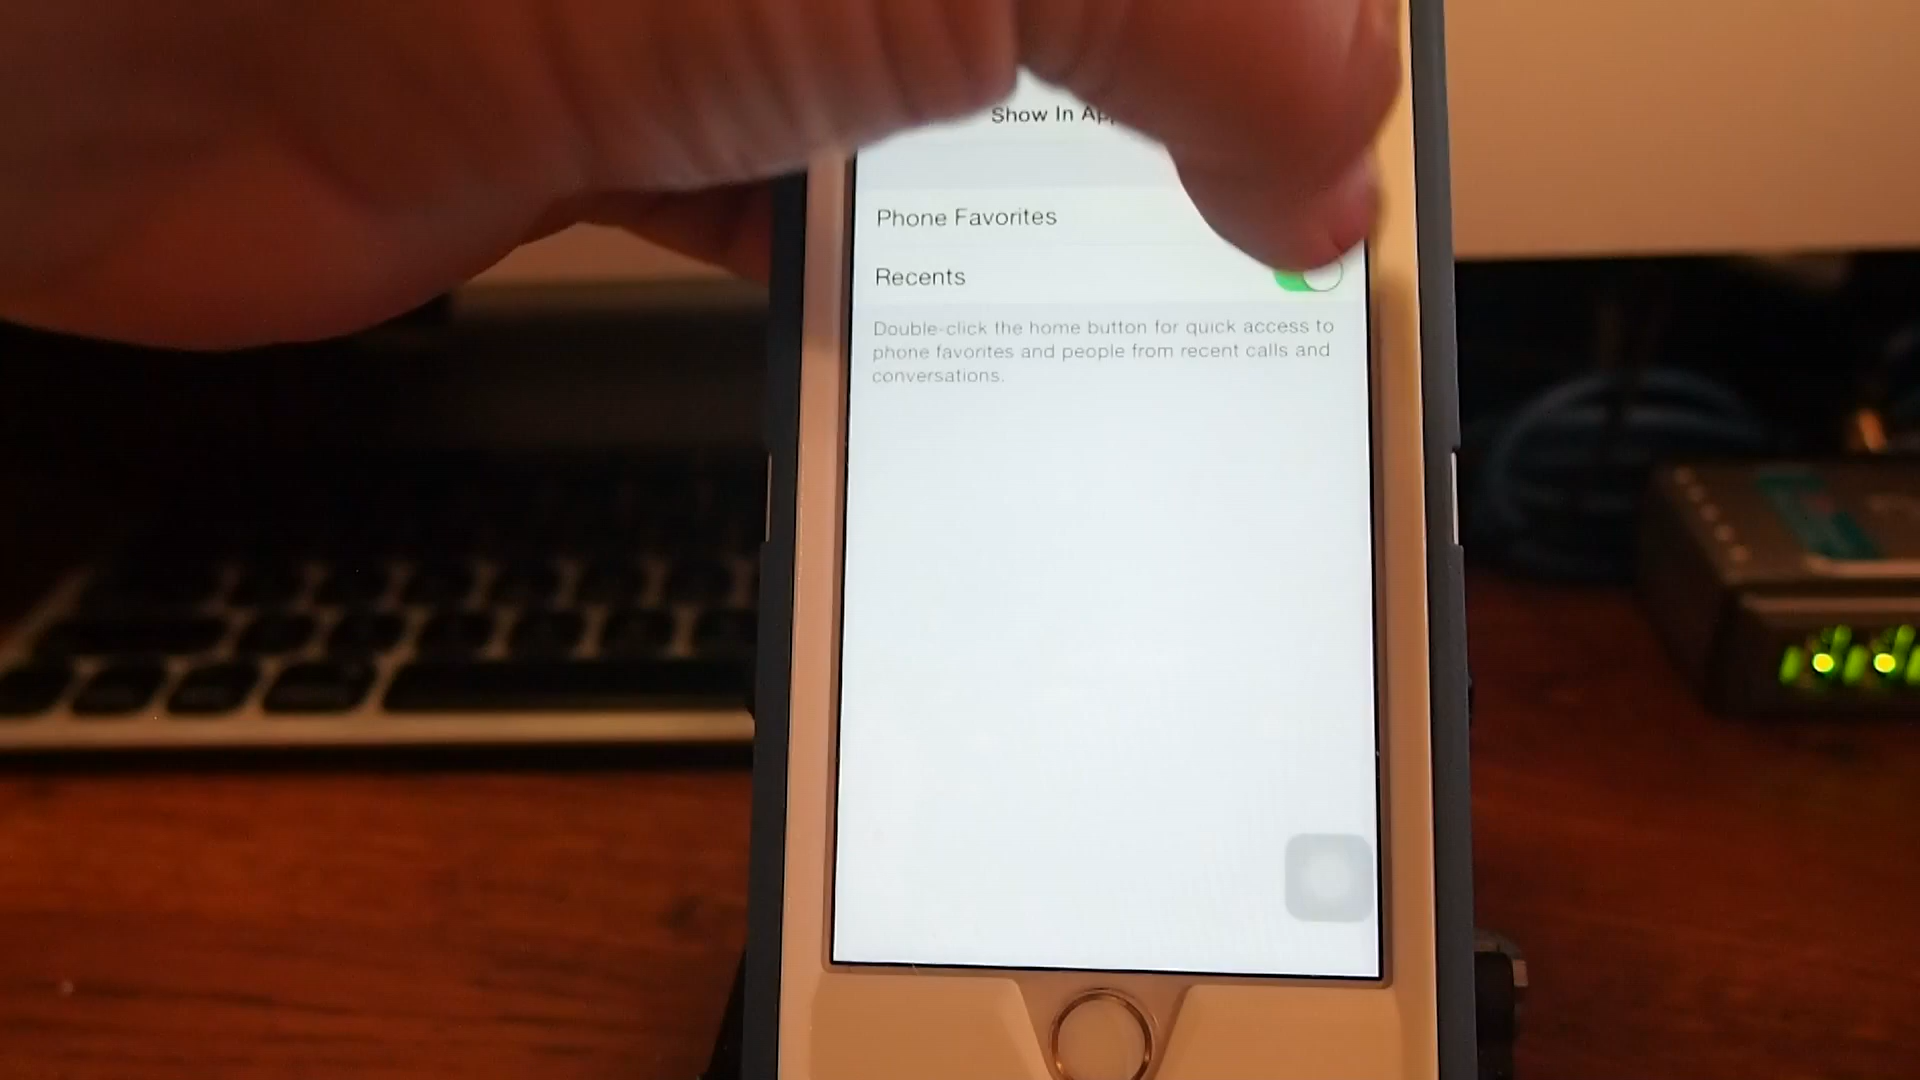 Show In Ap
Phone Favorites
Recents
Double-click the home button for quick access to
phone favorites and people from recent calls and
conversations.